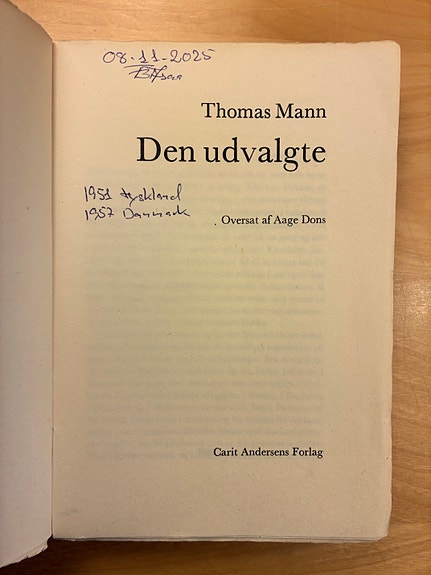 08-11-2025
Thomas Mann
Den udvalgte
1951 tyskland
1957 Danmark
Oversat af Aage Dons
Carit Andersens Forlag